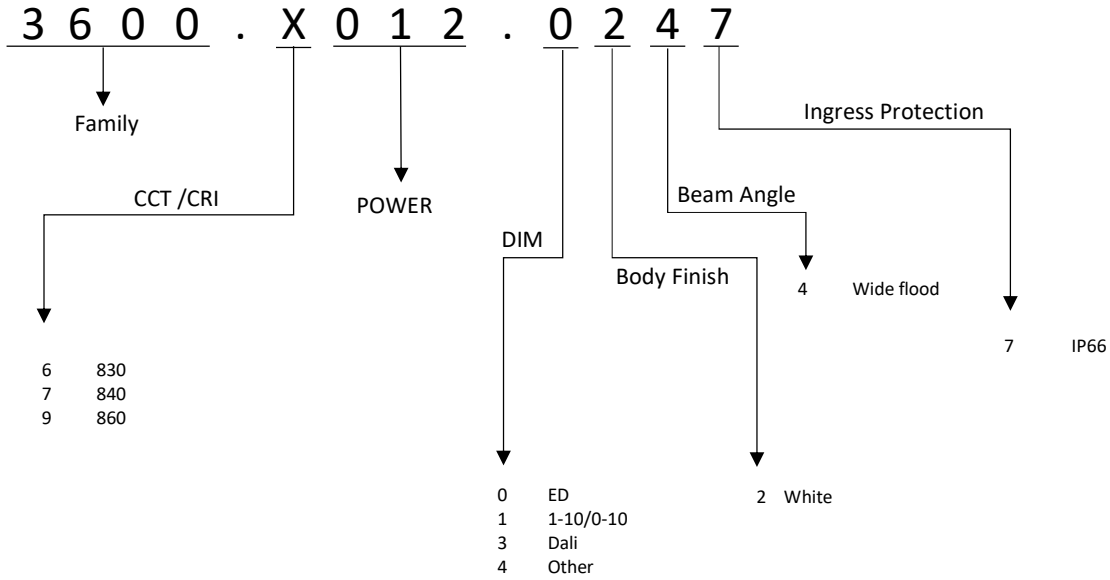 3600.X012.0247
Family
Ingress Protection
CCT /CRI
POWER
Beam Angle
DIM
Body Finish
4 Wide flood
7 IP66
6 830
7 840
9 860
0 ED
1 1-10/0-10
3 Dali
4 Other
2 White